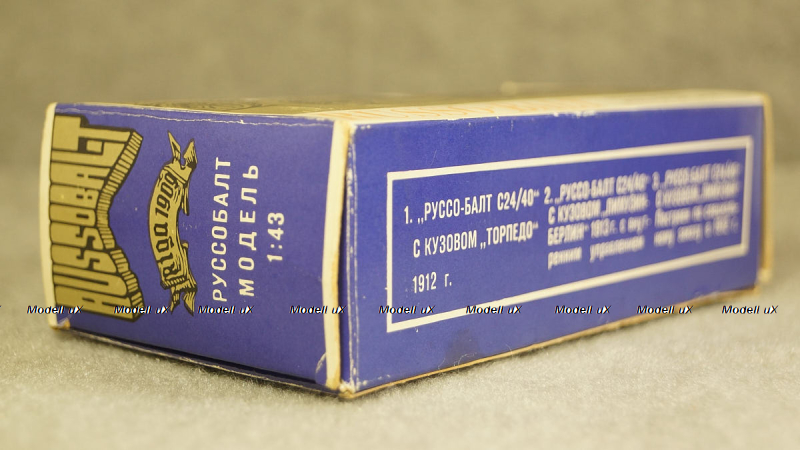 RUSSOBALT
Riga 1909
РУССОБАЛТ
МОДЕЛЬ
1:43
1. „РУССО-БАЛТ С24/40“
С КУЗОВОМ „ТОРПЕДО“
1912 г.
2. „РУССО-БАЛТ С24/40“
С КУЗОВОМ „ЛИМУЗИН-
БЕРЛИН“ 1913 г. с внут-
ренним управлением
3. „РУССО-БАЛТ С24/40“
С КУЗОВОМ „ЛИМУЗИН-
Modell uX Modell uX Modell uX Modell uX Modell uX Modell uX Modell uX Modell uX Modell uX